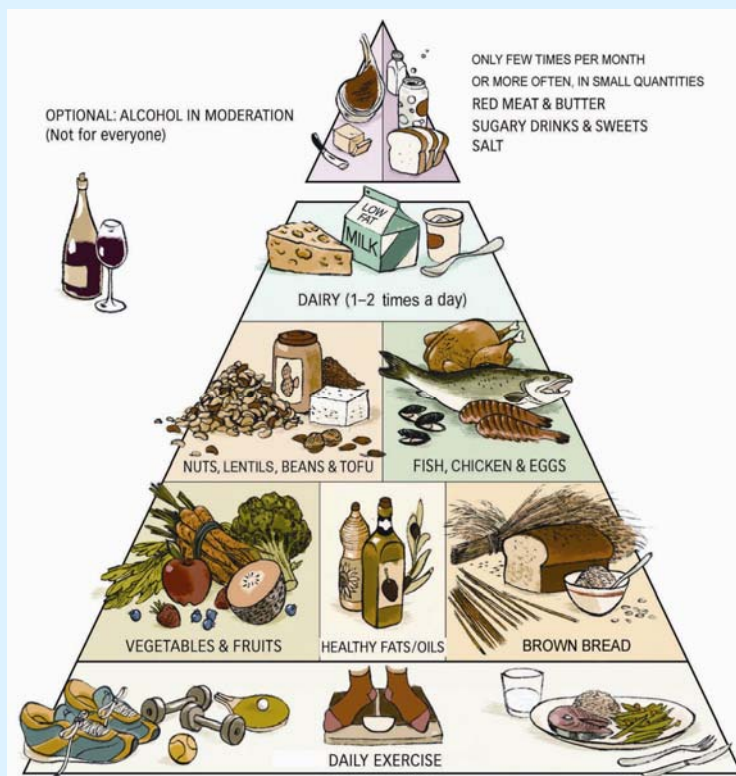 ONLY FEW TIMES PER MONTH
OR MORE OFTEN, IN SMALL QUANTITIES
RED MEAT & BUTTER
SUGARY DRINKS & SWEETS
SALT
OPTIONAL: ALCOHOL IN MODERATION
(Not for everyone)
LOW
FAT
MILK
DAIRY (1–2 times a day)
NUTS, LENTILS, BEANS & TOFU
FISH, CHICKEN & EGGS
VEGETABLES & FRUITS
HEALTHY FATS/OILS
BROWN BREAD
DAILY EXERCISE